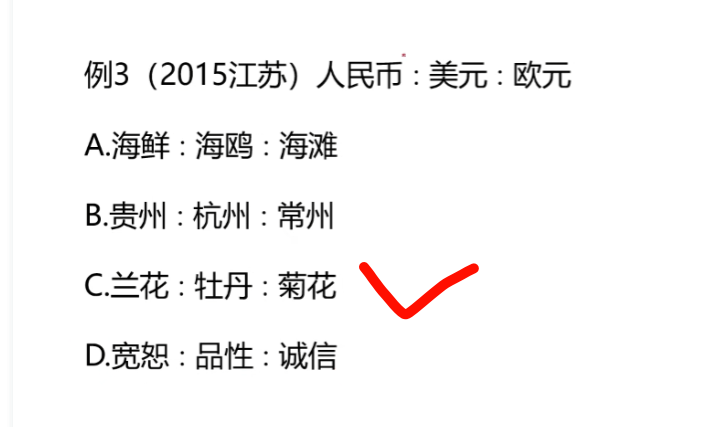 例3（2015江苏）人民币 : 美元 : 欧元
A.海鲜 : 海鸥 : 海滩
B.贵州 : 杭州 : 常州
C.兰花 : 牡丹 : 菊花
D.宽恕 : 品性 : 诚信